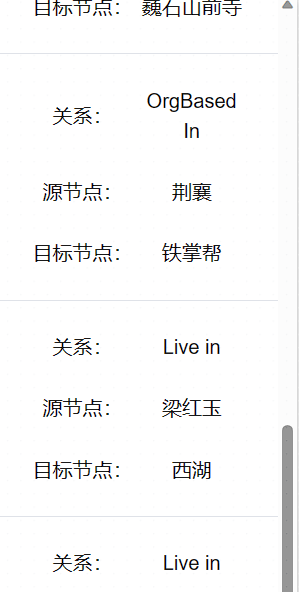 目标节点： 巍石山前寺
关系： OrgBased
In
源节点： 荆襄
目标节点： 铁掌帮
关系： Live in
源节点： 梁红玉
目标节点： 西湖
关系： Live in